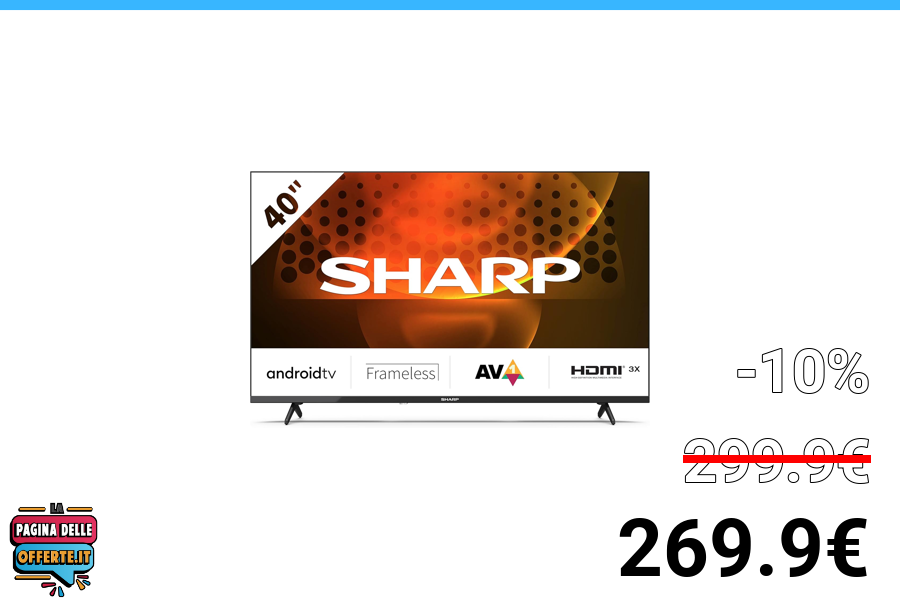 40"
SHARP
androidtv
Frameless
AV1
HDMI 3X
SHARP
-10%
299.9€
269.9€
LA
PAGINA DELLE
OFFERTE.IT